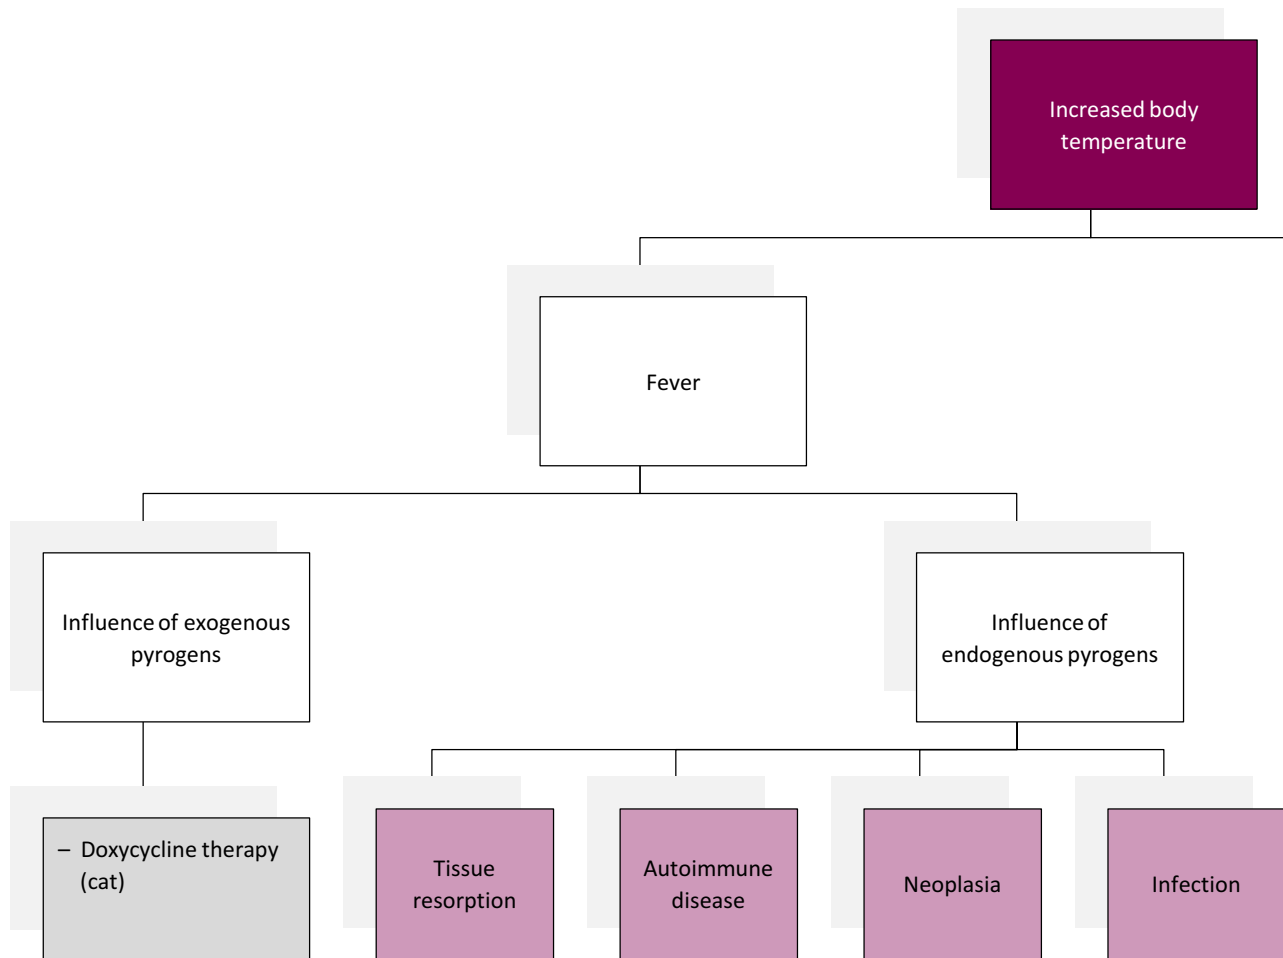 Increased body
temperature
Fever
Influence of exogenous
pyrogens
Influence of
endogenous pyrogens
– Doxycycline therapy
(cat)
Tissue
resorption
Autoimmune
disease
Neoplasia
Infection